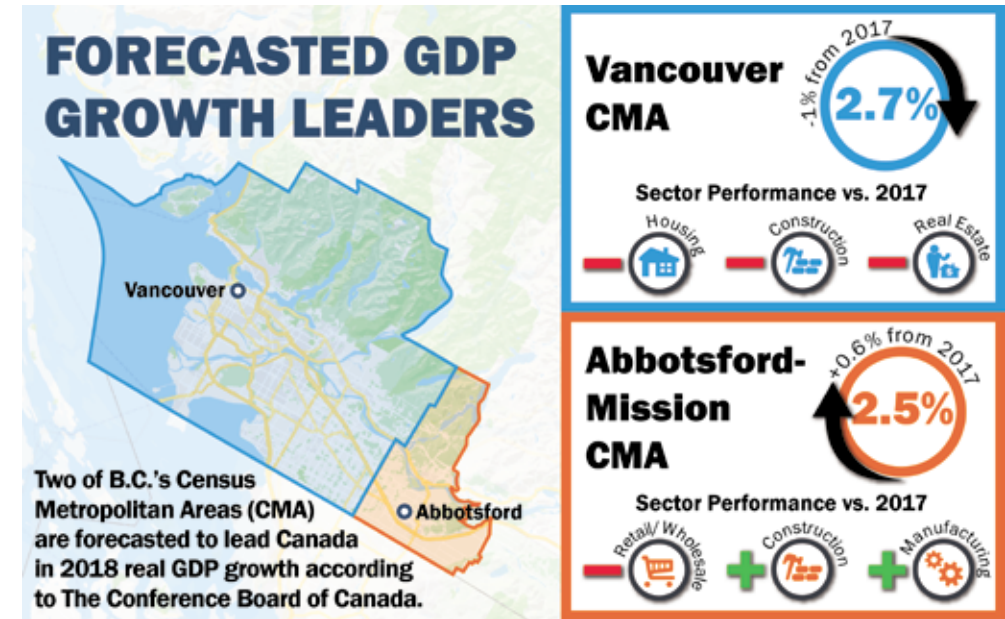 FORECASTED GDP
GROWTH LEADERS
Vancouver
Abbotsford
Two of B.C.'s Census
Metropolitan Areas (CMA)
are forecasted to lead Canada
in 2018 real GDP growth according
to The Conference Board of Canada.
Vancouver
CMA
-1% from 2017
2.7%
Sector Performance vs. 2017
Housing
Construction
Real Estate
Abbotsford-
Mission
CMA
+0.6% from 2017
2.5%
Sector Performance vs. 2017
Retail/Wholesale
Construction
Manufacturing